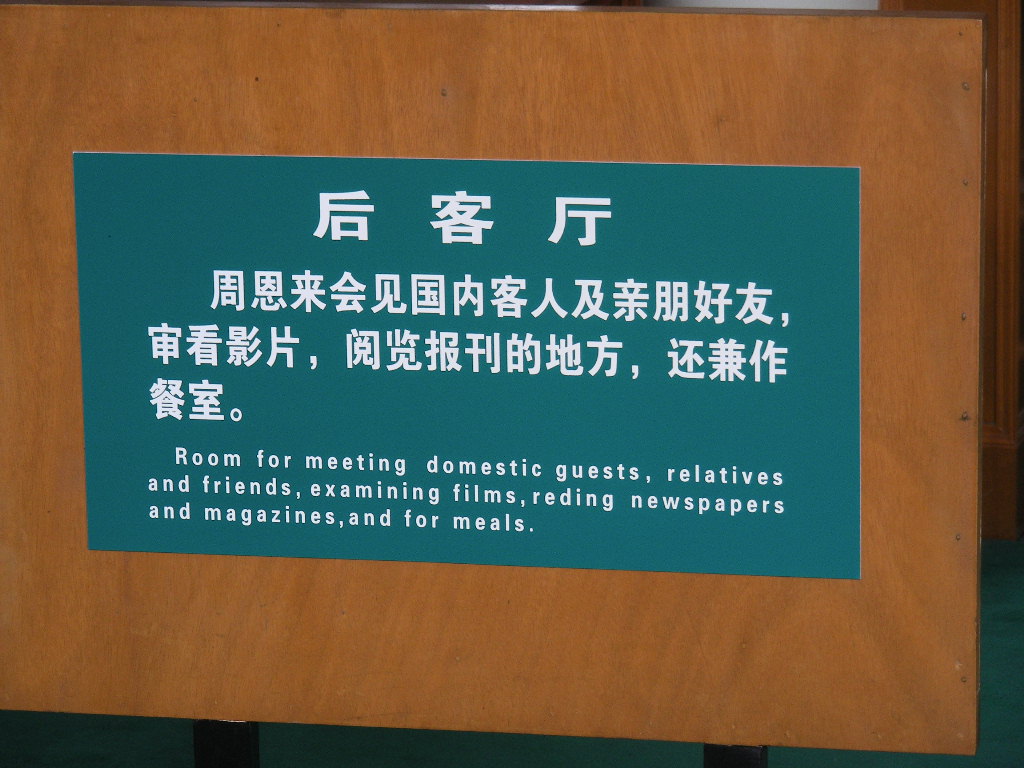 后客厅
周恩来会见国内客人及亲朋好友，
审看影片，阅览报刊的地方，还兼作
餐室。
Room for meeting domestic guests, relatives
and friends,examining films,reding newspapers
and magazines,and for meals.